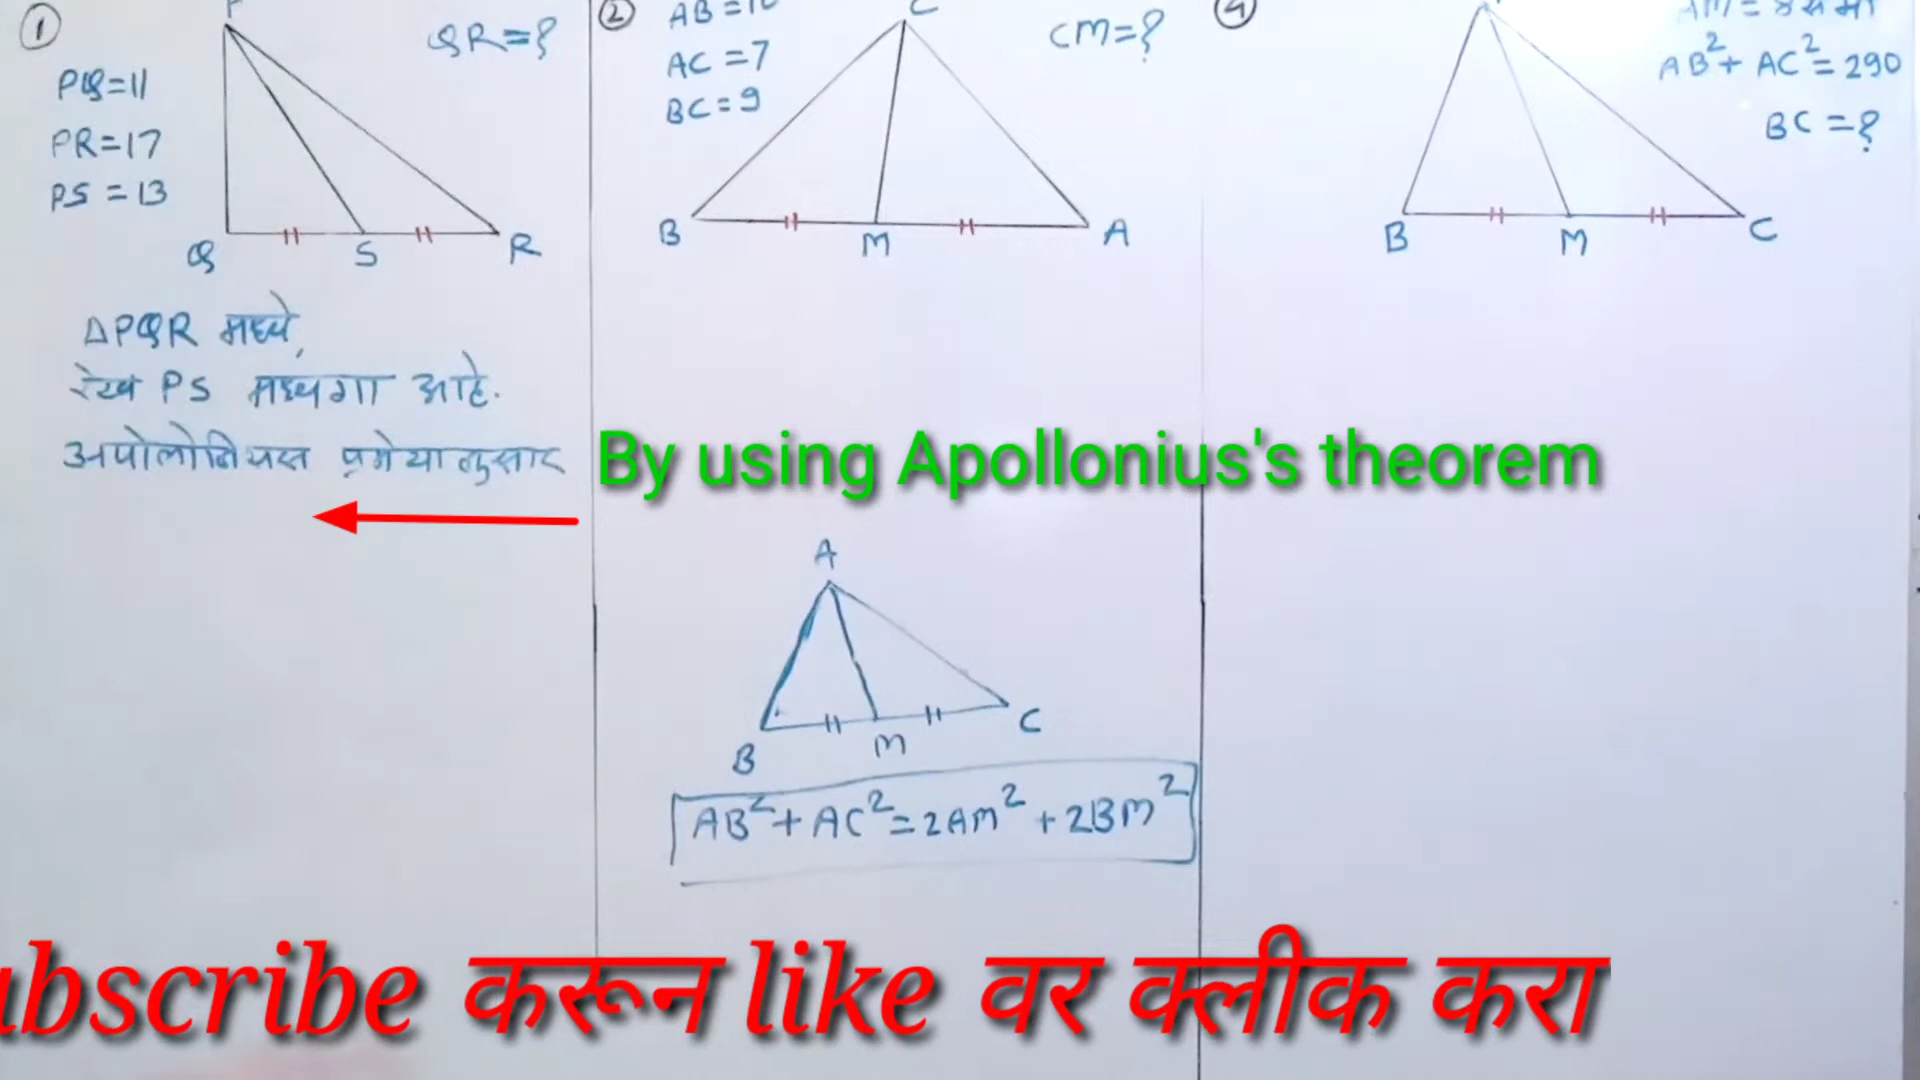 ①
P
QR=?
PQ=11
PR=17
PS=13
Q
S
R
ΔPQR मध्ये,
रेख PS मध्यगा आहे.
अपोलोनियस प्रमेयानुसार
②
AC=7
BC=9
C
CM=?
B
M
A
④
AB²+AC²=290
BC=?
B
M
C
By using Apollonius's theorem
A
B
M
C
AB²+AC²=2AM²+2BM²
ubscribe करून like वर क्लीक करा